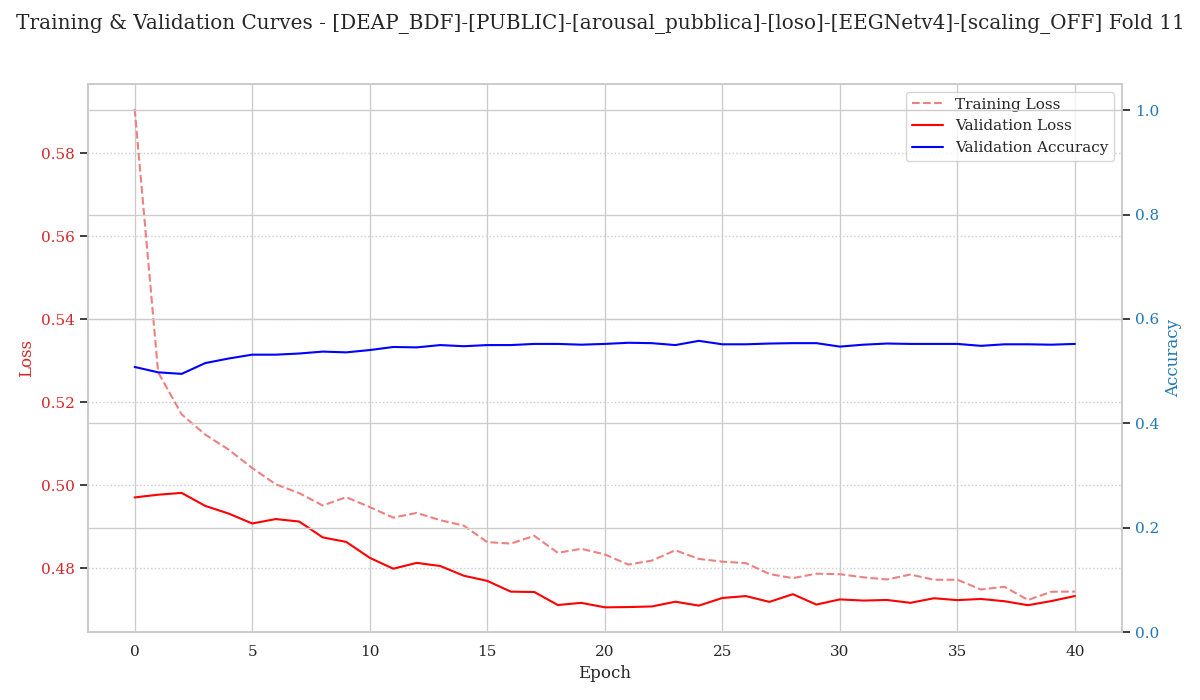 Training & Validation Curves - [DEAP_BDF]-[PUBLIC]-[arousal_pubblica]-[loso]-[EEGNetv4]-[scaling_OFF] Fold 11
Training Loss
Validation Loss
Validation Accuracy
Loss
0.58
0.56
0.54
0.52
0.50
0.48
1.0
0.8
0.6
0.4
0.2
0.0
Accuracy
0 5 10 15 20 25 30 35 40
Epoch